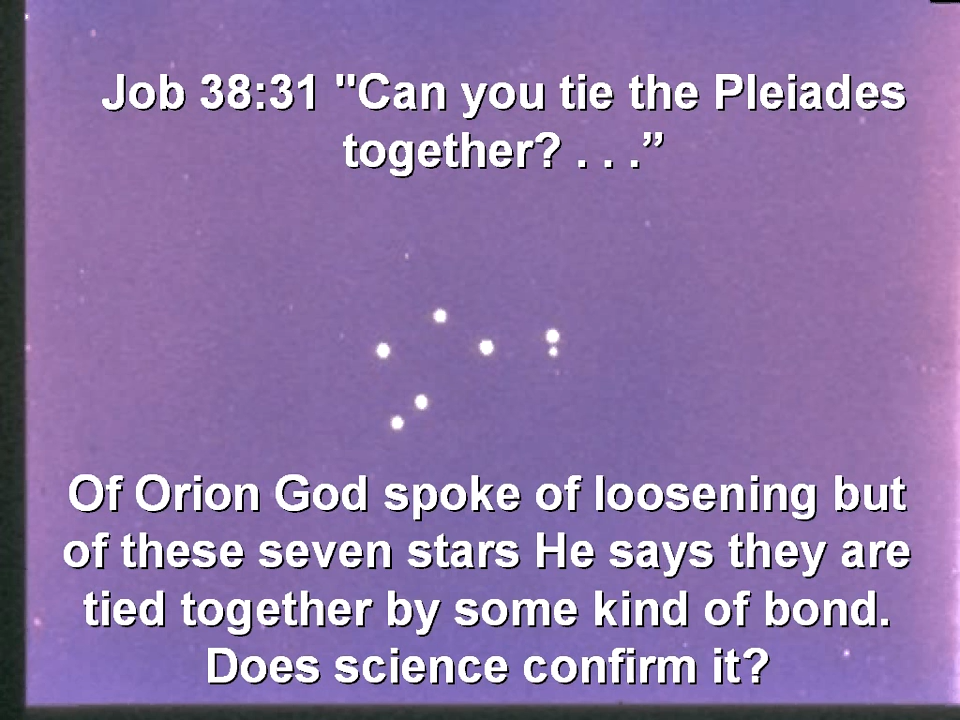 Job 38:31 "Can you tie the Pleiades
together? . . .”
Of Orion God spoke of loosening but
of these seven stars He says they are
tied together by some kind of bond.
Does science confirm it?